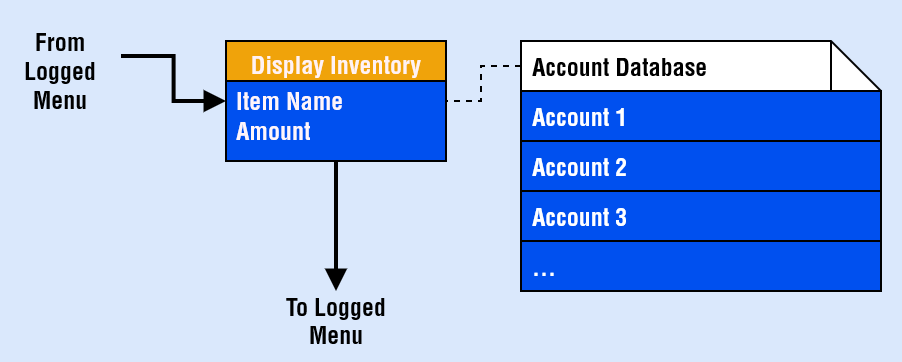 From
Logged
Menu
Display Inventory
Item Name
Amount
To Logged
Menu
Account Database
Account 1
Account 2
Account 3
...